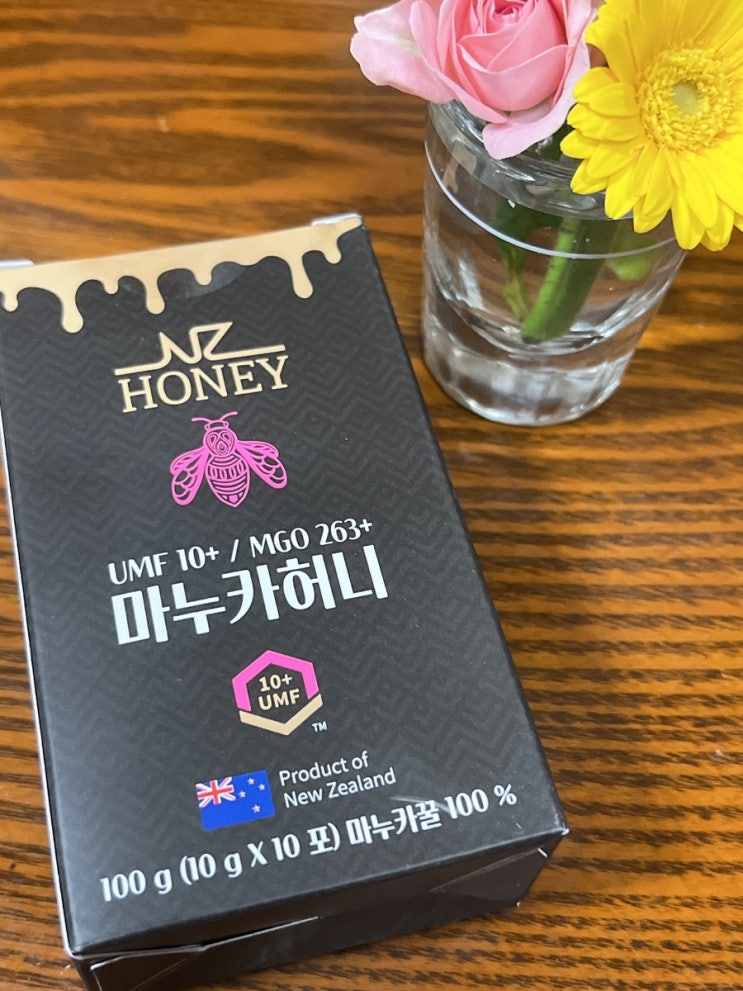 NZ
HONEY
UMF 10+ / MGO 263+
마누카허니
10+
UMF
TM
Product of
New Zealand
100 g (10 g X 10 포) 마누카꿀 100 %